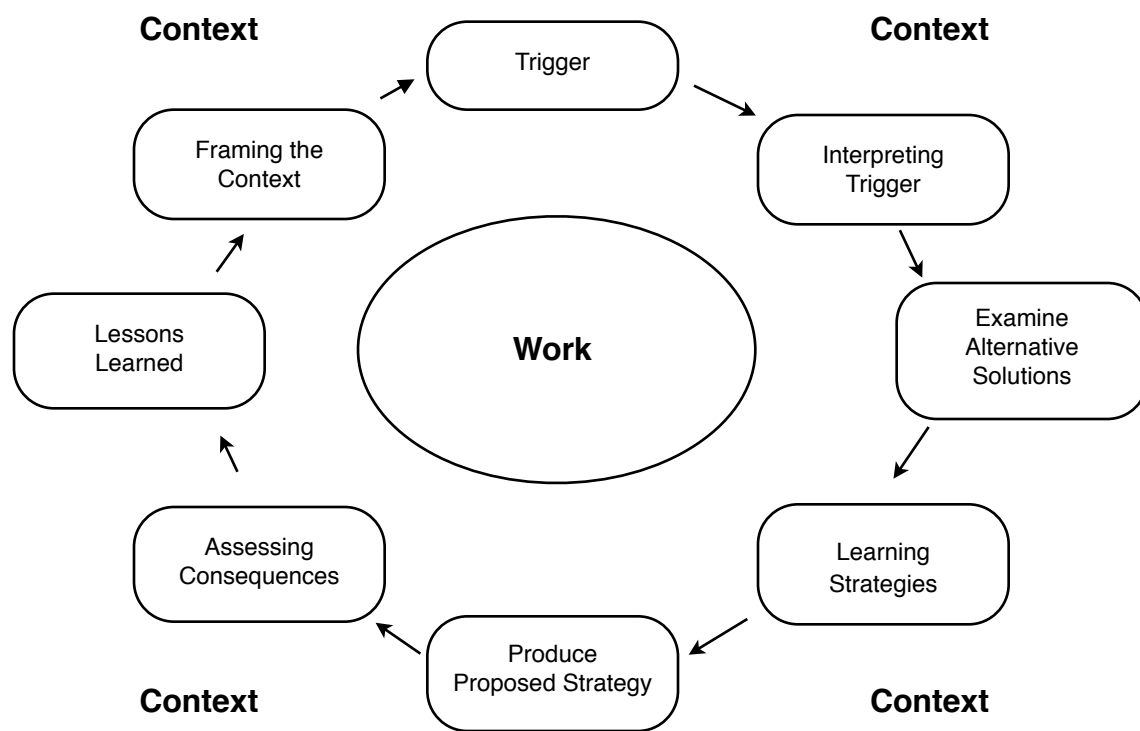 Context
Context
Trigger
Interpreting
Trigger
Examine
Alternative
Solutions
Learning
Strategies
Produce
Proposed Strategy
Assessing
Consequences
Lessons
Learned
Framing the
Context
Work
Context
Context